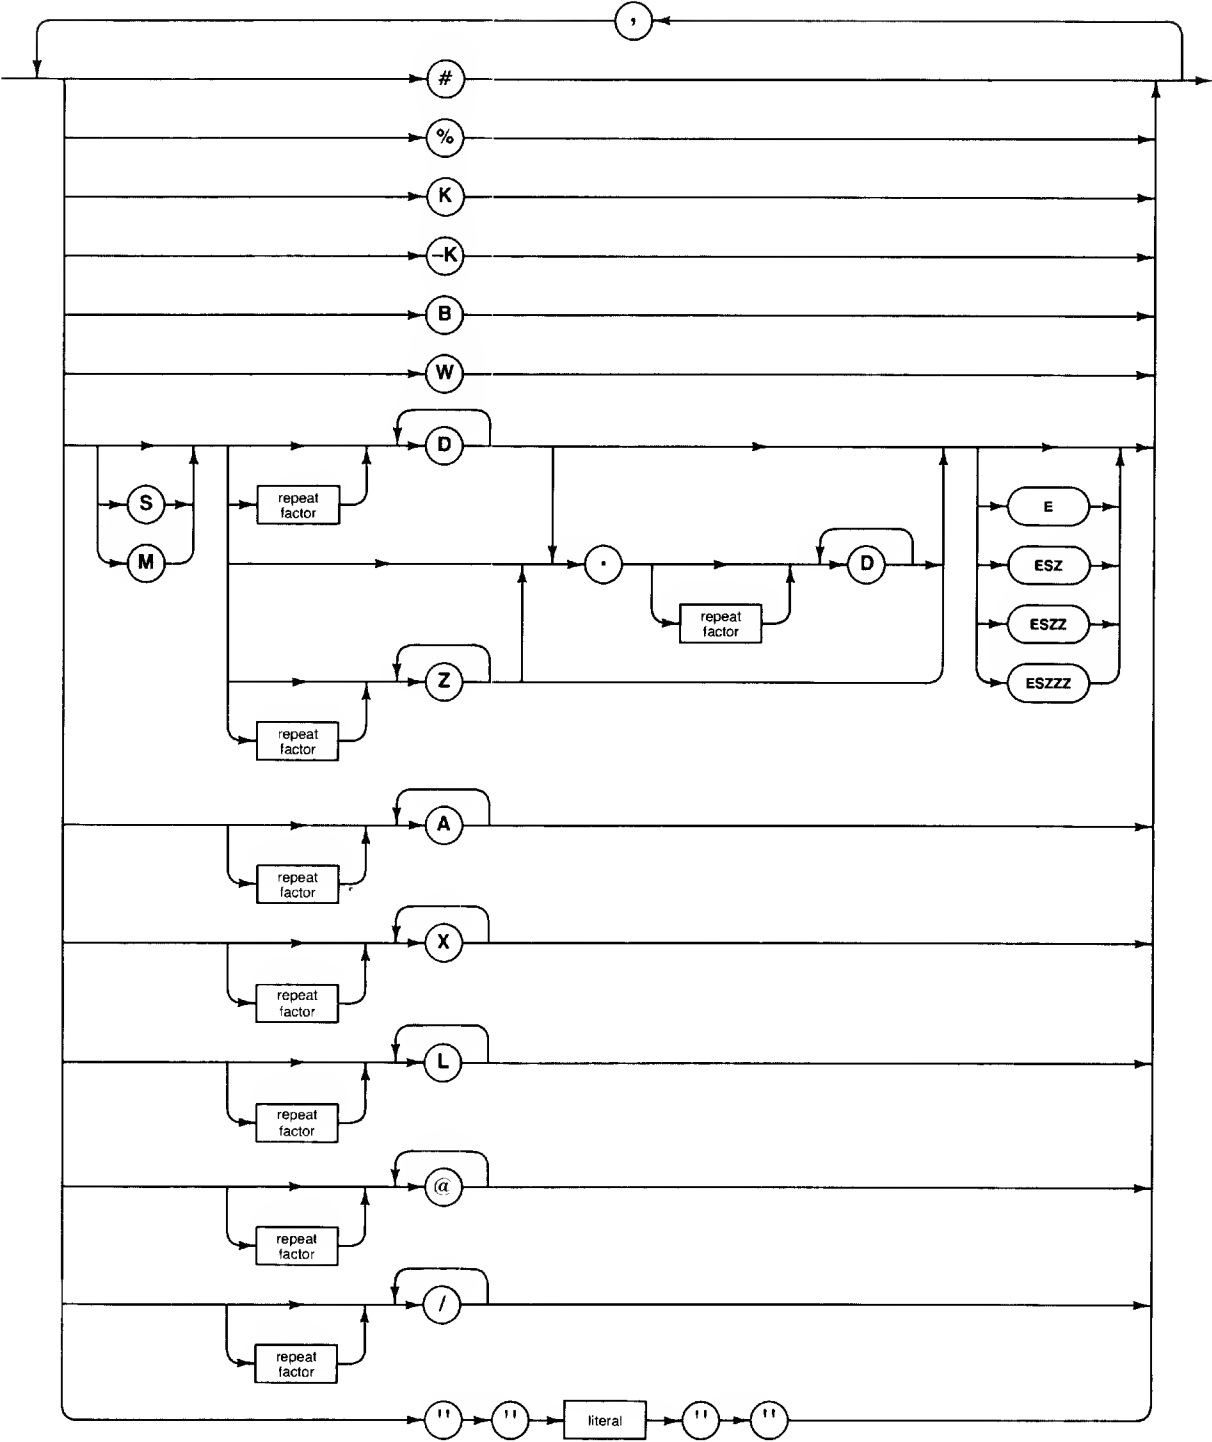 ,
#
%
K
–K
B
W
D
repeat
factor
S
E
M
.
D
ESZ
repeat
factor
ESZZ
Z
ESZZZ
repeat
factor
A
repeat
factor
X
repeat
factor
L
repeat
factor
@
repeat
factor
/
repeat
factor
" " literal " "